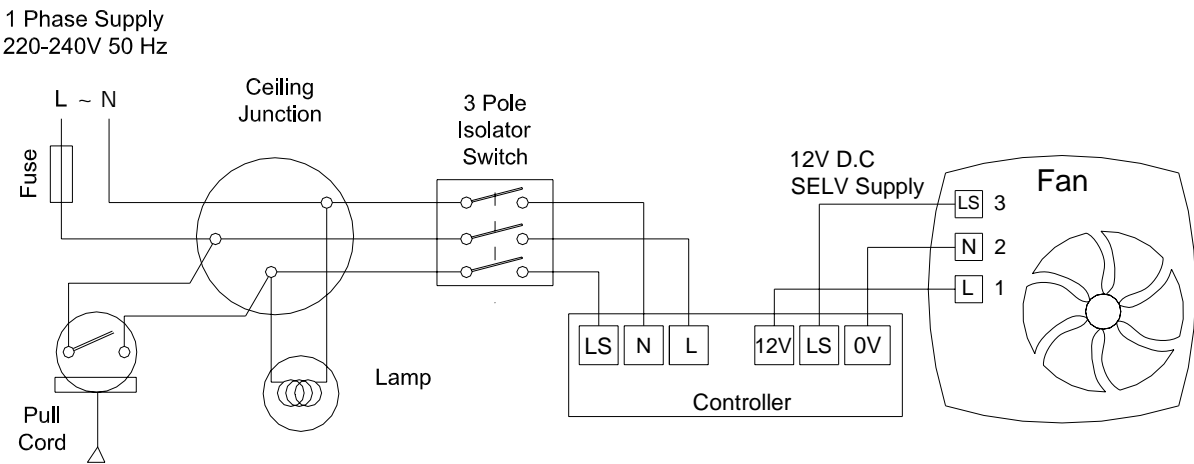 1 Phase Supply
220-240V 50 Hz
L ~ N
Fuse
Ceiling
Junction
3 Pole
Isolator
Switch
12V D.C
SELV Supply
Fan
LS 3
N 2
L 1
LS N L 12V LS 0V
Controller
Lamp
Pull
Cord